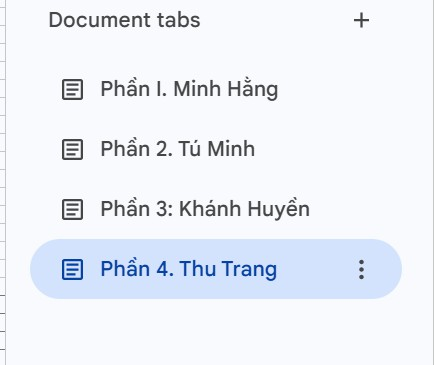 Document tabs
Phần I. Minh Hằng
Phần 2. Tú Minh
Phần 3: Khánh Huyền
Phần 4. Thu Trang